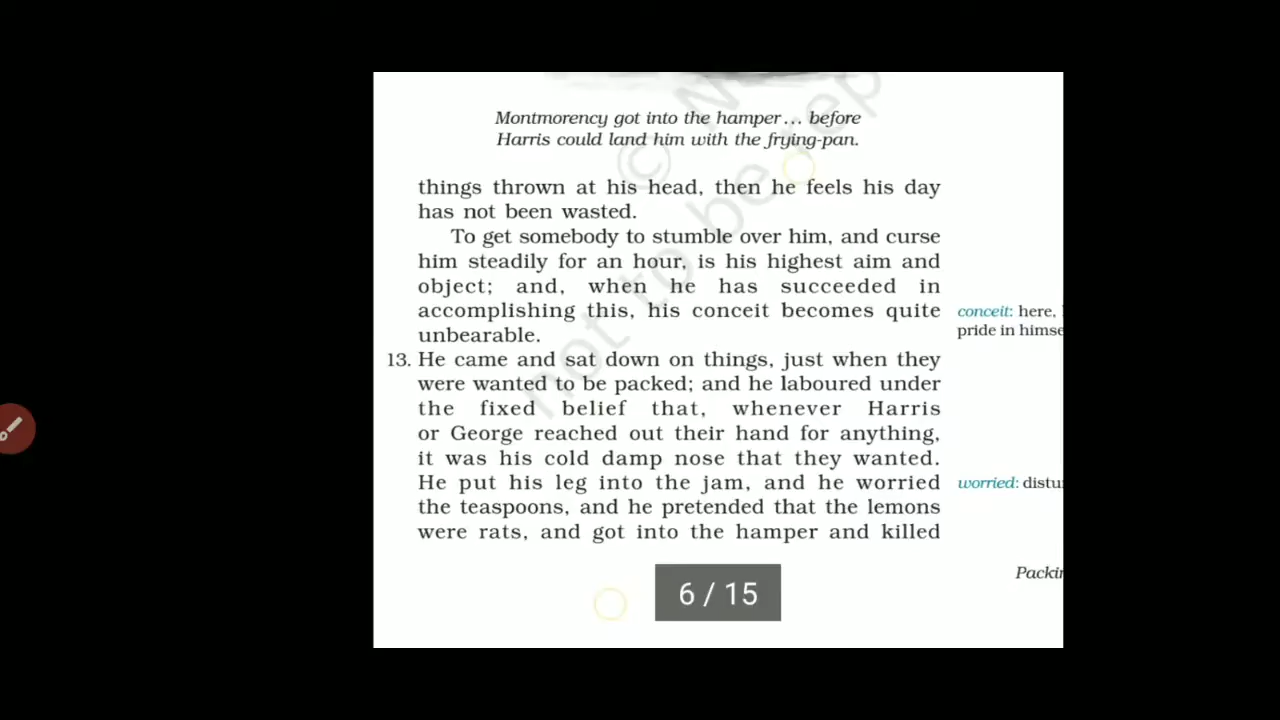 Montmorency got into the hamper... before
Harris could land him with the frying-pan.
things thrown at his head, then he feels his day
has not been wasted.
To get somebody to stumble over him, and curse
him steadily for an hour, is his highest aim and
object; and, when he has succeeded in
accomplishing this, his conceit becomes quite
unbearable.
conceit: here,
pride in
13. He came and sat down on things, just when they
were wanted to be packed; and he laboured under
the fixed belief that, whenever Harris
or George reached out their hand for anything,
it was his cold damp nose that they wanted.
He put his leg into the jam, and he worried
the teaspoons, and he pretended that the lemons
were rats, and got into the hamper and killed
worried:
6 / 15
© 
not to be